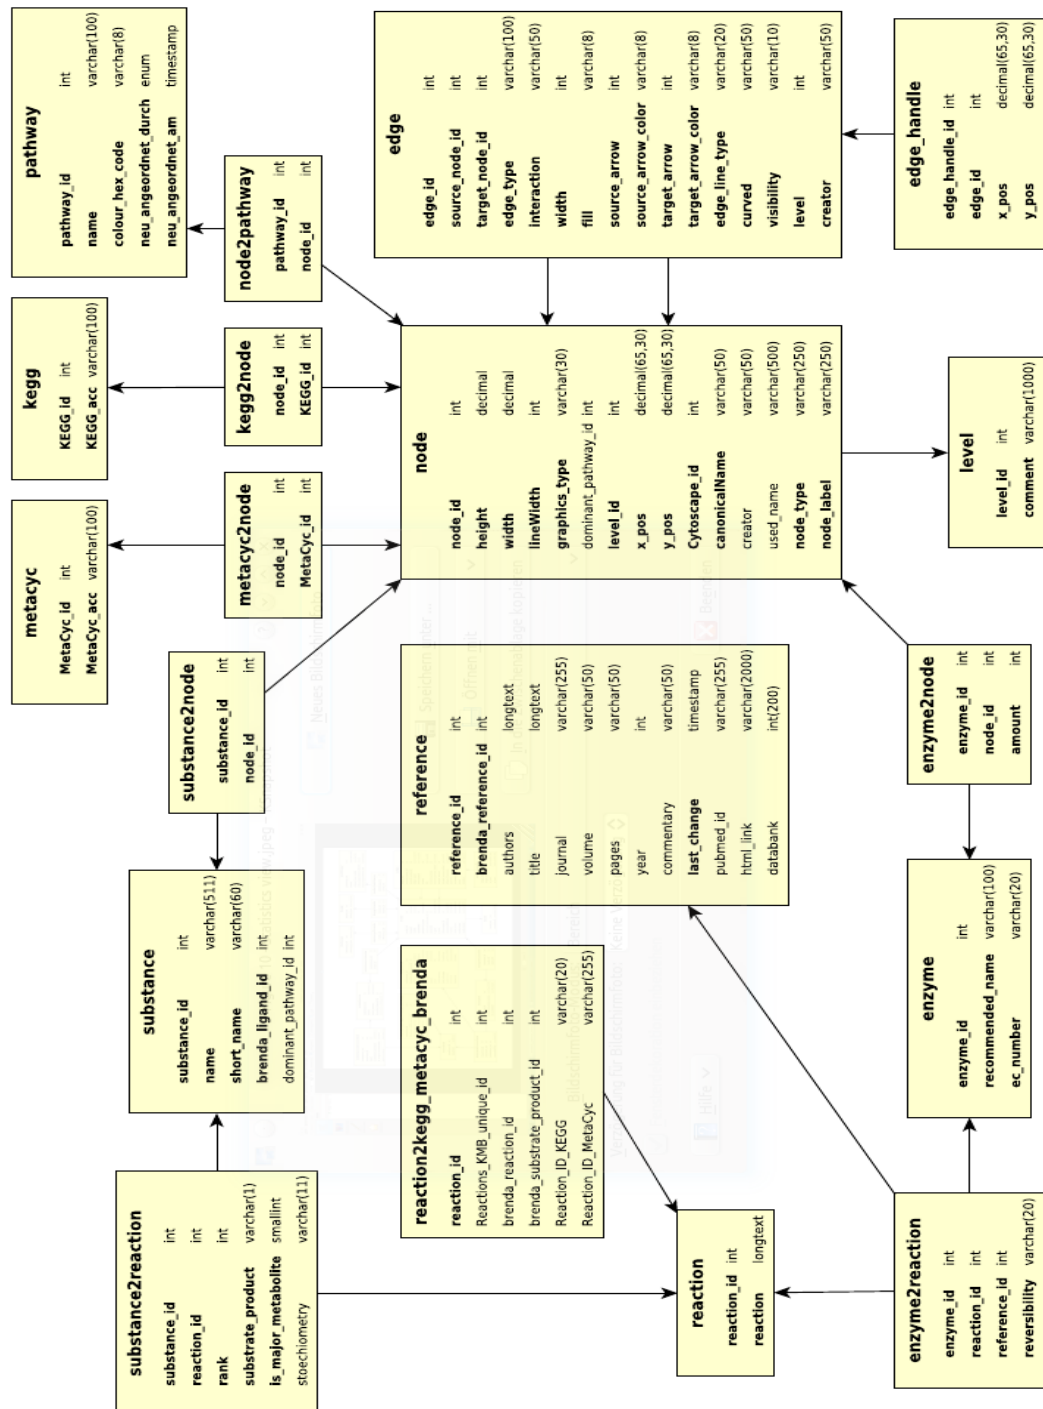 pathway
pathway_id int
name varchar(100)
colour_hex_code varchar(8)
neu_angeordnet_durch enum
neu_angeordnet_am timestamp
kegg
KEGG_id int
KEGG_acc varchar(100)
metacyc
MetaCyc_id int
MetaCyc_acc varchar(100)
node2pathway
pathway_id int
node_id int
kegg2node
node_id int
KEGG_id int
metacyc2node
node_id int
MetaCyc_id int
substance2node
substance_id int
node_id int
substance
substance_id int
name varchar(511)
short_name varchar(60)
brenda_ligand_id int
dominant_pathway_id int
substance2reaction
substance_id int
reaction_id int
rank int
substrate_product varchar(1)
is_major_metabolite smallint
stoechiometry varchar(11)
edge
edge_id int
source_node_id int
target_node_id int
edge_type varchar(100)
interaction varchar(50)
width int
fill varchar(8)
source_arrow int
source_arrow_color varchar(8)
target_arrow int
target_arrow_color varchar(8)
edge_line_type varchar(20)
curved varchar(50)
visibility varchar(10)
level int
creator varchar(50)
node
node_id int
height decimal
width decimal
lineWidth int
graphics_type varchar(30)
dominant_pathway_id int
level_id int
x_pos decimal(65,30)
y_pos decimal(65,30)
Cytoscape_id int
canonicalName varchar(50)
creator varchar(50)
used_name varchar(500)
node_type varchar(250)
node_label varchar(250)
reference
reference_id int
brenda_reference_id int
authors longtext
title longtext
journal varchar(255)
volume varchar(50)
pages varchar(50)
year int
commentary varchar(50)
last_change timestamp
pubmed_id varchar(255)
html_link varchar(2000)
databank int(200)
reaction2kegg_metacyc_brenda
reaction_id int
Reactions_KMB_unique_id int
brenda_reaction_id int
brenda_substrate_product_id int
Reaction_ID_KEGG varchar(20)
Reaction_ID_MetaCyc varchar(255)
reaction
reaction_id int
reaction longtext
edge_handle
edge_handle_id int
edge_id int
x_pos decimal(65,30)
y_pos decimal(65,30)
level
level_id int
comment varchar(1000)
enzyme2node
enzyme_id int
node_id int
amount int
enzyme
enzyme_id int
recommended_name varchar(100)
ec_number varchar(20)
enzyme2reaction
enzyme_id int
reaction_id int
reference_id int
reversibility varchar(20)
Neues Bildschirmfoto
Speichern unter ...
Öffnen mit
In die Zwischenablage kopieren
Hilfe
Beenden